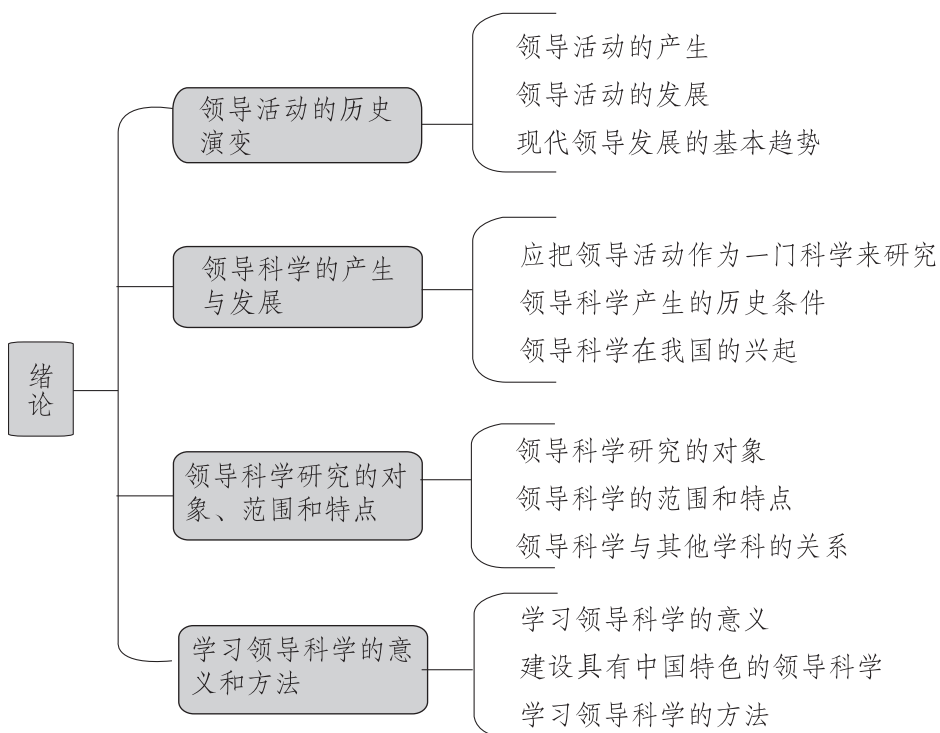 绪论
领导活动的历史
演变
领导活动的产生
领导活动的发展
现代领导发展的基本趋势
领导科学的产生
与发展
应把领导活动作为一门科学来研究
领导科学产生的历史条件
领导科学在我国的兴起
领导科学研究的对
象、范围和特点
领导科学研究的对象
领导科学的范围和特点
领导科学与其他学科的关系
学习领导科学的意
义和方法
学习领导科学的意义
建设具有中国特色的领导科学
学习领导科学的方法